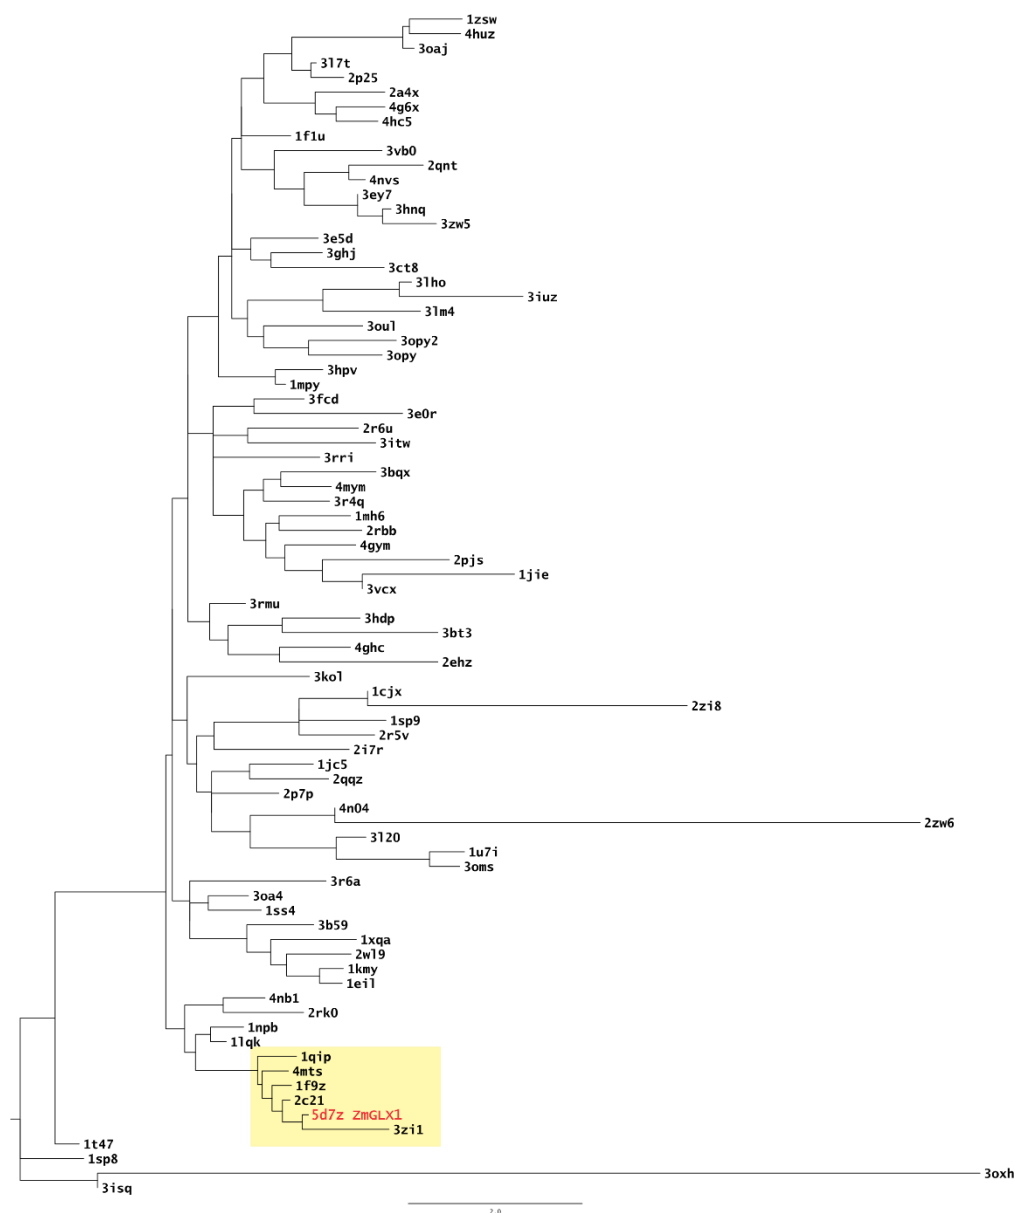 1zsw
4huz
3oaj
3l7t
2p25
2a4x
4g6x
4hc5
1f1u
3vb0
2qnt
4nvs
3ey7
3hnq
3zw5
3e5d
3ghj
3ct8
3lho
3iuz
3lm4
3oul
3opy2
3opy
3hpv
1mpy
3fcd
3e0r
2r6u
3itw
3rri
3bqx
4mym
3r4q
1mh6
2rbb
4gym
2pjs
1jie
3vcx
3rmu
3hdp
3bt3
4ghc
2ehz
3kol
1cjx
2zi8
1sp9
2r5v
2i7r
1jc5
2qqz
2p7p
4n04
2zw6
3l20
1u7i
3oms
3r6a
3oa4
1ss4
3b59
1xqa
2wl9
1kmy
1eil
4nb1
2rk0
1npb
1lqk
1qip
4mts
1f9z
2c21
5d7z ZmGLX1
3zi1
1t47
1sp8
3oxh
3isq
2.0